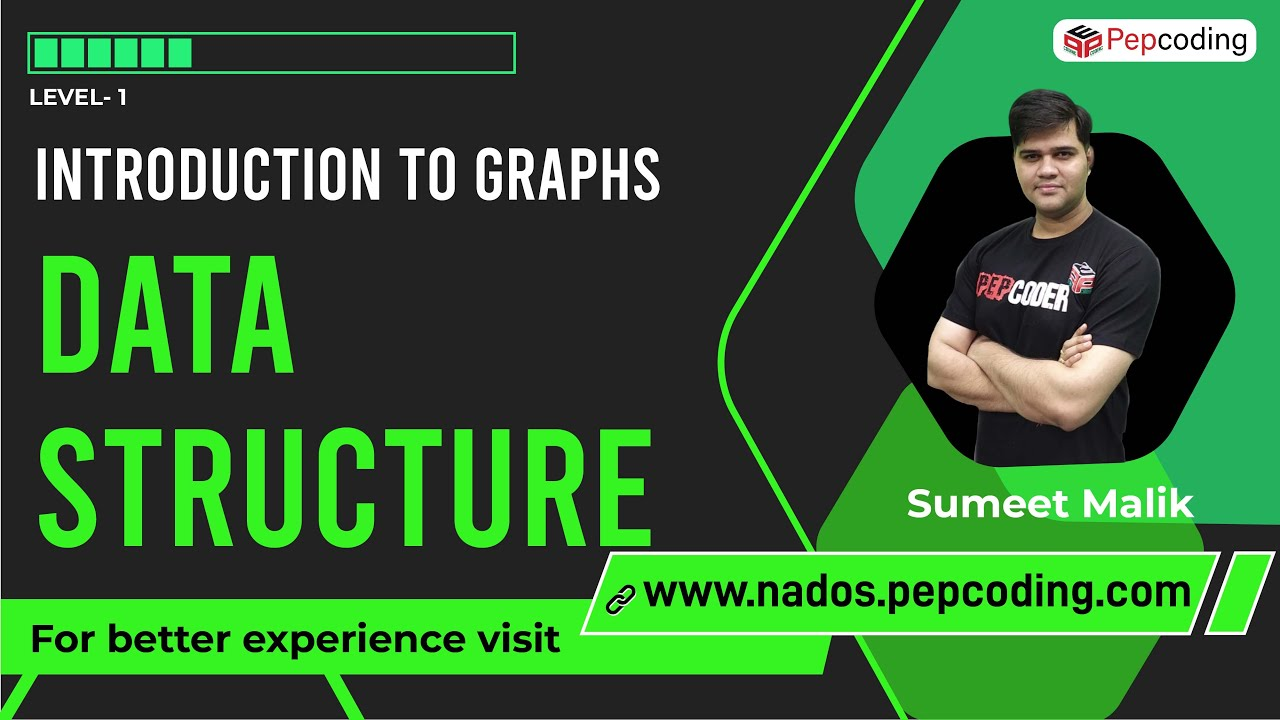 LEVEL- 1
INTRODUCTION TO GRAPHS
DATA
STRUCTURE
Pepcoding
PEPCODER
Sumeet Malik
www.nados.pepcoding.com
For better experience visit